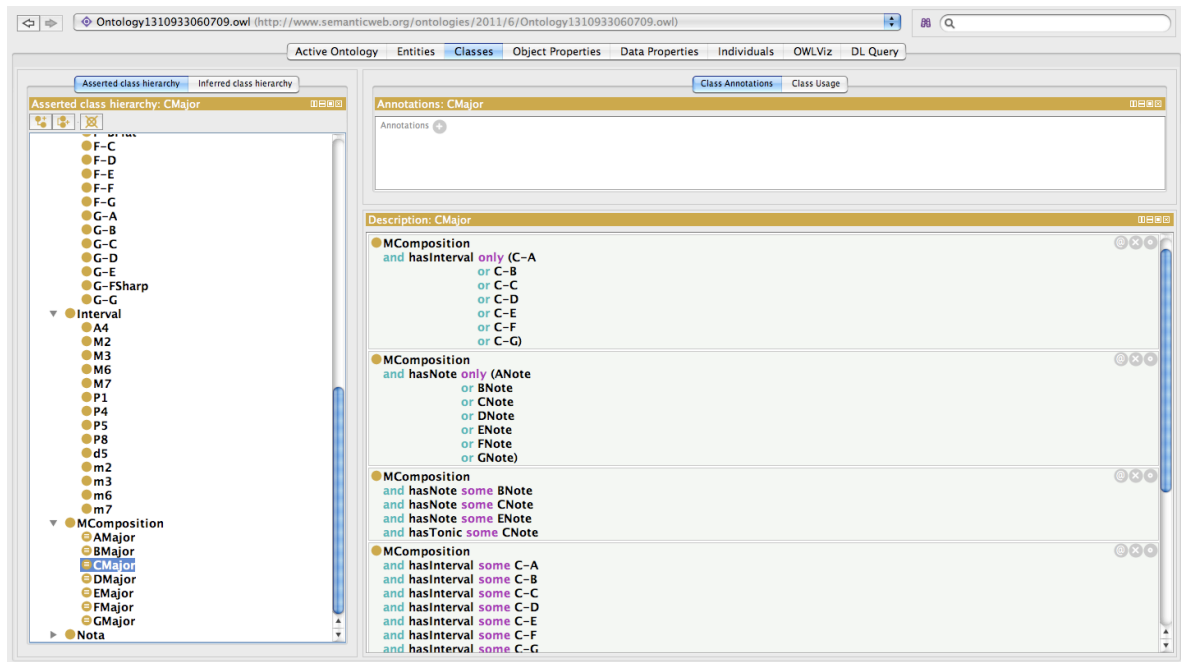 Ontology1310933060709.owl (http://www.semanticweb.org/ontologies/2011/6/Ontology1310933060709.owl)
Active Ontology Entities Classes Object Properties Data Properties Individuals OWLViz DL Query
Asserted class hierarchy Inferred class hierarchy
Asserted class hierarchy: CMajor
F-C
F-D
F-E
F-F
F-G
G-A
G-B
G-C
G-D
G-E
G-FSharp
G-G
Interval
A4
M2
M3
M6
M7
P1
P4
P5
P8
d5
m2
m3
m6
m7
MComposition
AMajor
BMajor
CMajor
DMajor
EMajor
FMajor
GMajor
Nota
Class Annotations Class Usage
Annotations: CMajor
Annotations
Description: CMajor
MComposition
and hasInterval only (C-A
or C-B
or C-C
or C-D
or C-E
or C-F
or C-G)
MComposition
and hasNote only (ANote
or BNote
or CNote
or DNote
or ENote
or FNote
or GNote)
MComposition
and hasNote some BNote
and hasNote some CNote
and hasNote some ENote
and hasTonic some CNote
MComposition
and hasInterval some C-A
and hasInterval some C-B
and hasInterval some C-C
and hasInterval some C-D
and hasInterval some C-E
and hasInterval some C-F
and hasInterval some C-G